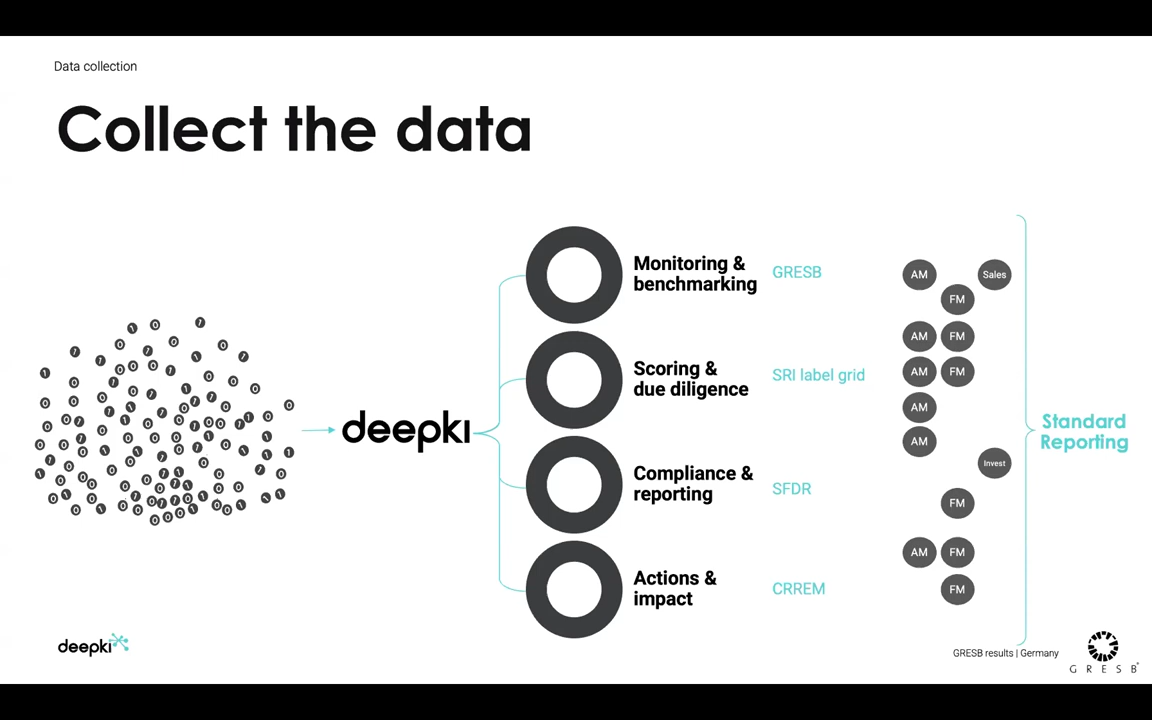 Data collection
Collect the data
deepki
Monitoring &
benchmarking
GRESB
AM
Sales
FM
AM
FM
Scoring &
due diligence
SRI label grid
AM
FM
AM
AM
Standard
Reporting
Invest
Compliance &
reporting
SFDR
FM
AM
FM
Actions &
impact
CRREM
FM
deepki
GRESB results | Germany
GRESB